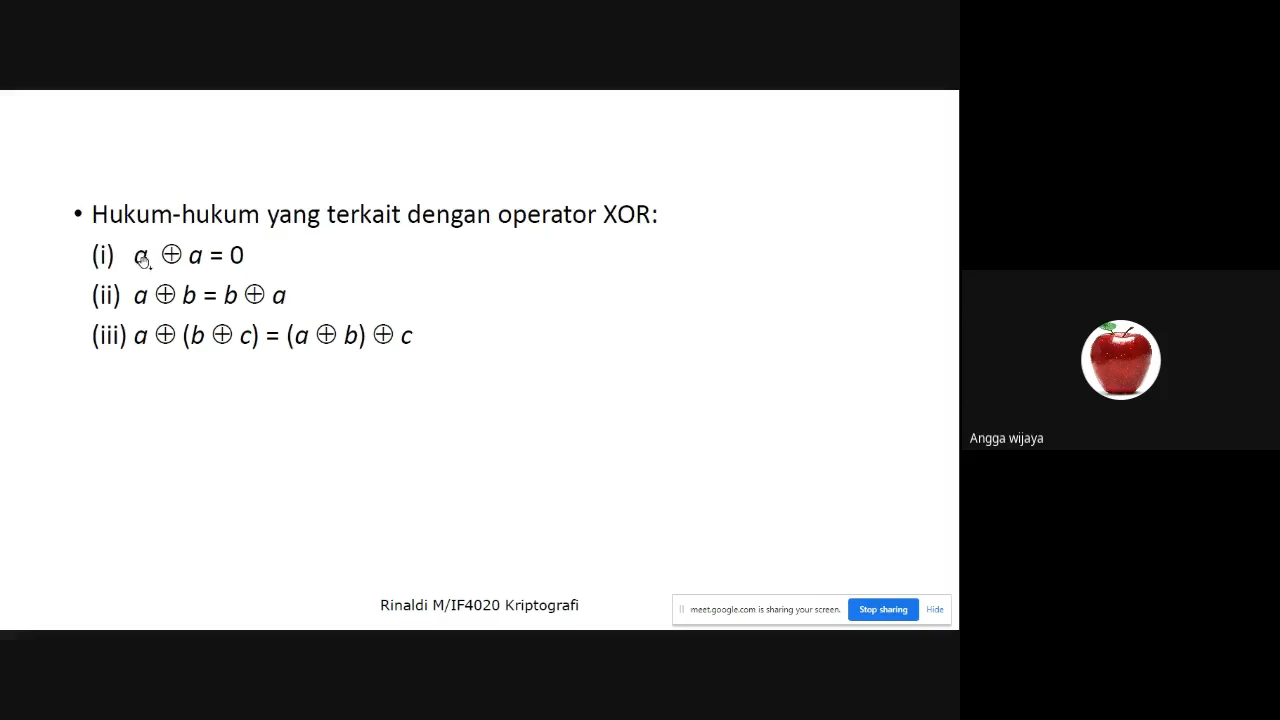 • Hukum-hukum yang terkait dengan operator XOR:
(i) a ⊕ a = 0
(ii) a ⊕ b = b ⊕ a
(iii) a ⊕ (b ⊕ c) = (a ⊕ b) ⊕ c
Angga wijaya
Rinaldi M/IF4020 Kriptografi
meet.google.com is sharing your screen. Stop sharing Hide